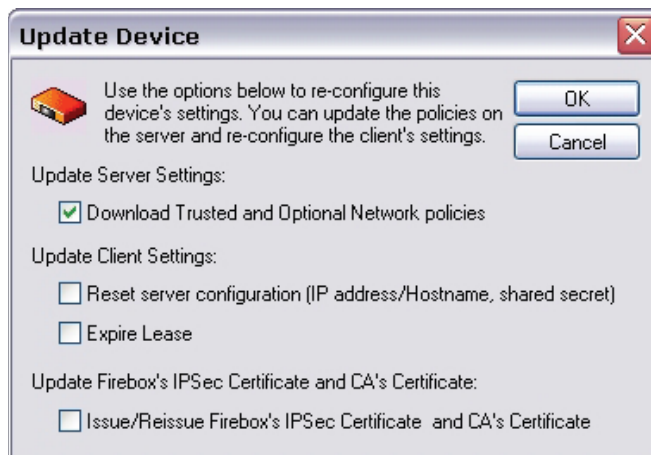 Update Device
Use the options below to re-configure this
device's settings. You can update the policies on
the server and re-configure the client's settings.
OK
Cancel
Update Server Settings:
Download Trusted and Optional Network policies
Update Client Settings:
Reset server configuration (IP address/Hostname, shared secret)
Expire Lease
Update Firebox's IPSec Certificate and CA's Certificate:
Issue/Reissue Firebox's IPSec Certificate and CA's Certificate